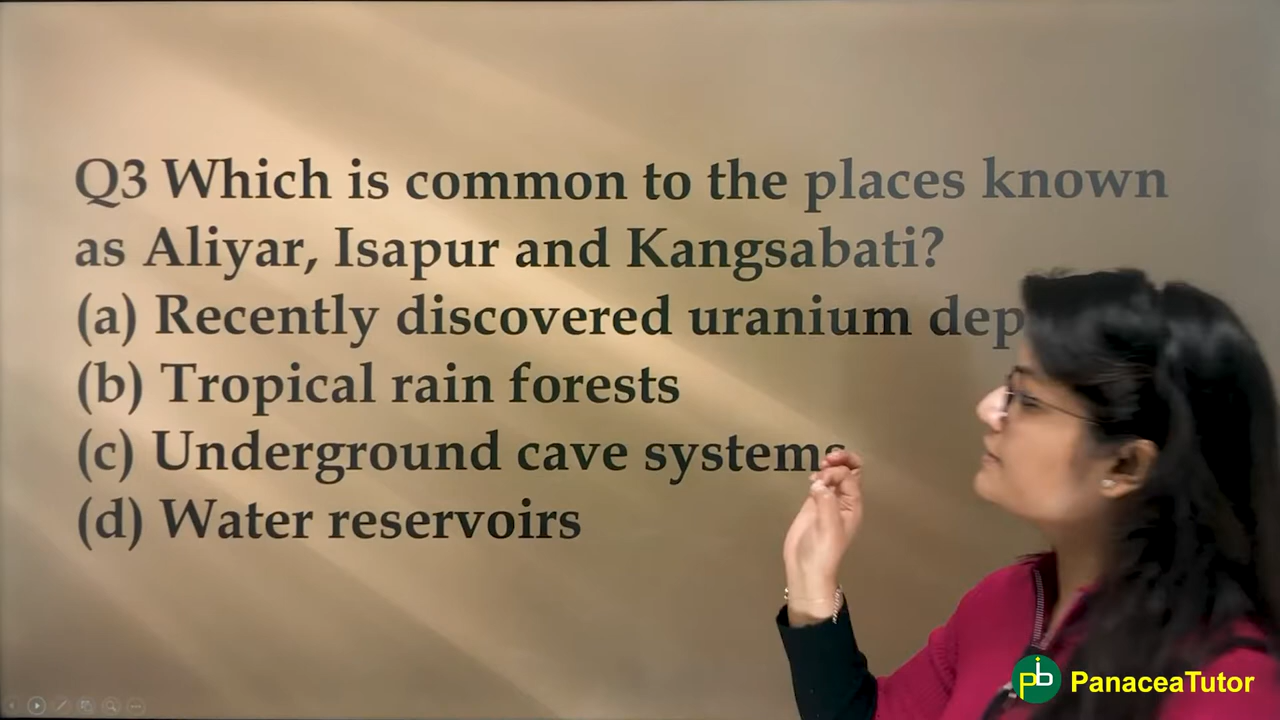 Q3 Which is common to the places known
as Aliyar, Isapur and Kangsabati?
(a) Recently discovered uranium
(b) Tropical rain forests
(c) Underground cave systems
(d) Water reservoirs
pib PanaceaTutor